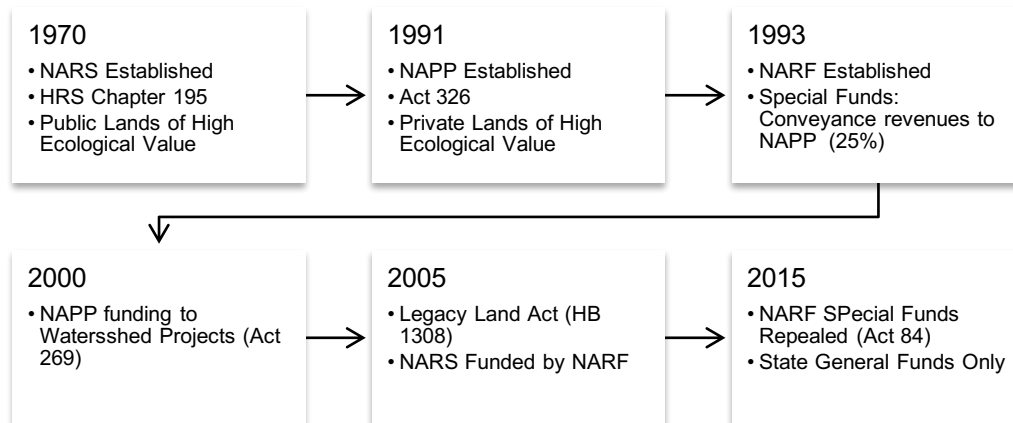 1970
• NARS Established
• HRS Chapter 195
• Public Lands of High
Ecological Value
1991
• NAPP Established
• Act 326
• Private Lands of High
Ecological Value
1993
• NARF Established
• Special Funds:
Conveyance revenues to
NAPP (25%)
2000
• NAPP funding to
Watersshed Projects (Act
269)
2005
• Legacy Land Act (HB
1308)
• NARS Funded by NARF
2015
• NARF SPecial Funds
Repealed (Act 84)
• State General Funds Only